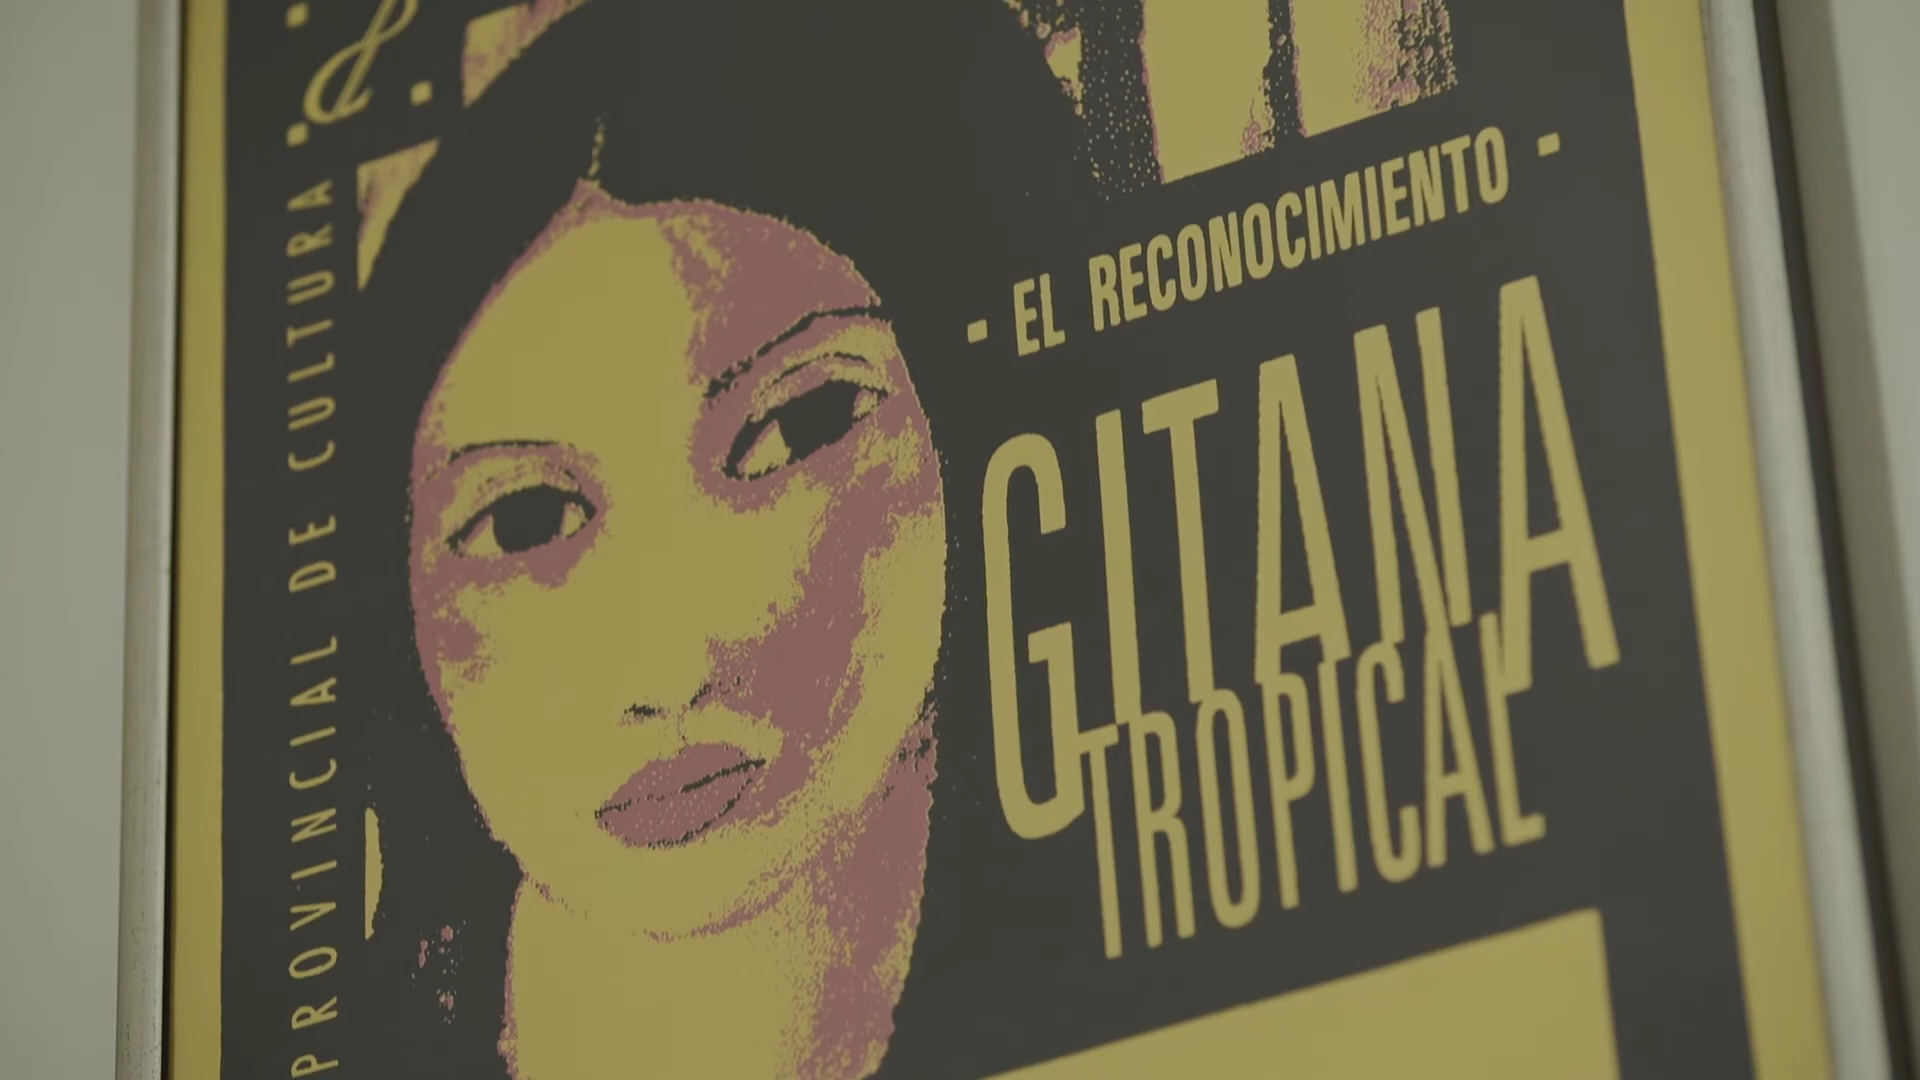 PROVINCIAL DE CULTURA
- EL RECONOCIMIENTO -
GITANA
TROPICAL